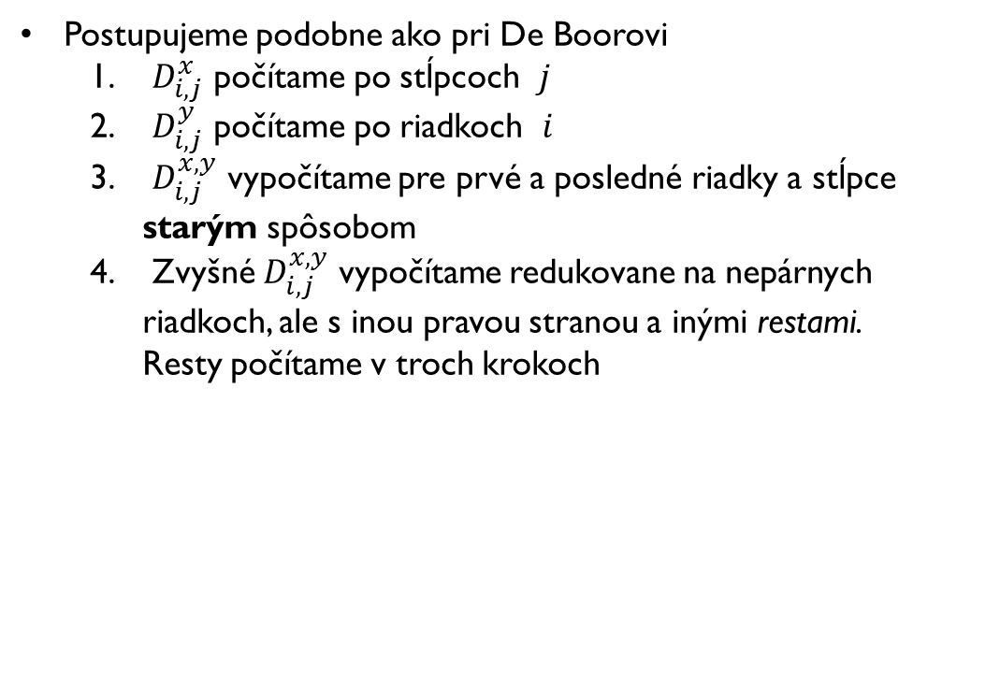 • Postupujeme podobne ako pri De Boorovi
1. $D_{i,j}^{x}$ počítame po stĺpcoch $j$
2. $D_{i,j}^{y}$ počítame po riadkoch $i$
3. $D_{i,j}^{x,y}$ vypočítame pre prvé a posledné riadky a stĺpce
starým spôsobom
4. Zvyšné $D_{i,j}^{x,y}$ vypočítame redukovane na nepárnych
riadkoch, ale s inou pravou stranou a inými restami.
Resty počítame v troch krokoch